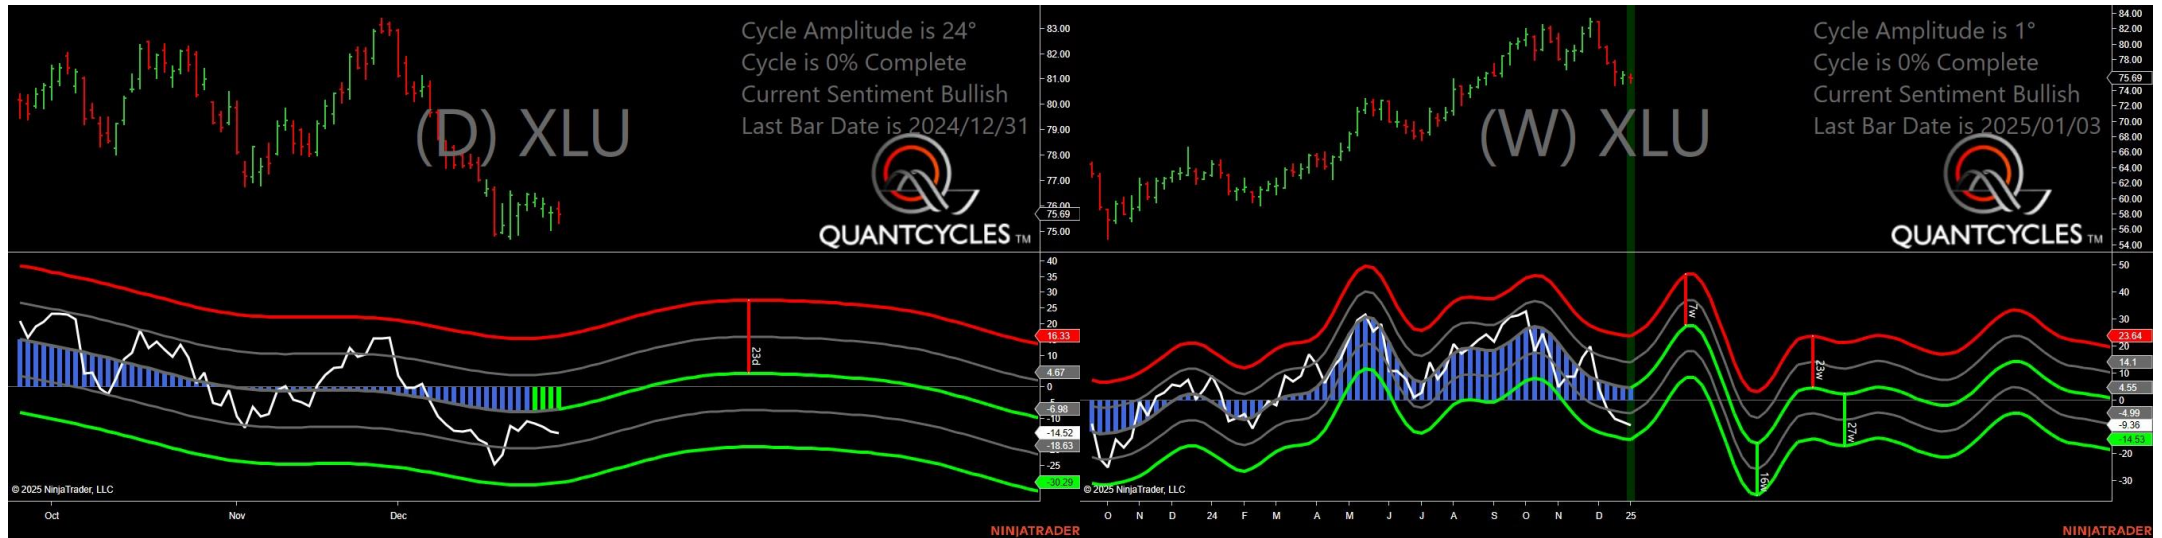 Cycle Amplitude is 24°
Cycle is 0% Complete
Current Sentiment Bullish
Last Bar Date is 2024/12/31
(D) XLU
QUANTCYCLES TM
83.00
82.00
81.00
80.00
79.00
78.00
77.00
76.00
75.69
75.00
40
35
30
25
20
16.33
10
4.67
0
-6.98
-10
-14.52
-18.63
-25
-30.29
23d
© 2025 NinjaTrader, LLC
Oct Nov Dec
NINJATRADER
Cycle Amplitude is 1°
Cycle is 0% Complete
Current Sentiment Bullish
Last Bar Date is 2025/01/03
(W) XLU
QUANTCYCLES TM
84.00
82.00
80.00
78.00
75.69
74.00
72.00
70.00
68.00
66.00
64.00
62.00
60.00
58.00
56.00
54.00
50
40
30
23.64
20
14.1
10
4.55
0
-4.99
-9.36
-14.53
-20
-30
7w
23w
27w
16w
© 2025 NinjaTrader, LLC
O N D 24 F M A M J J A S O N D 25
NINJATRADER